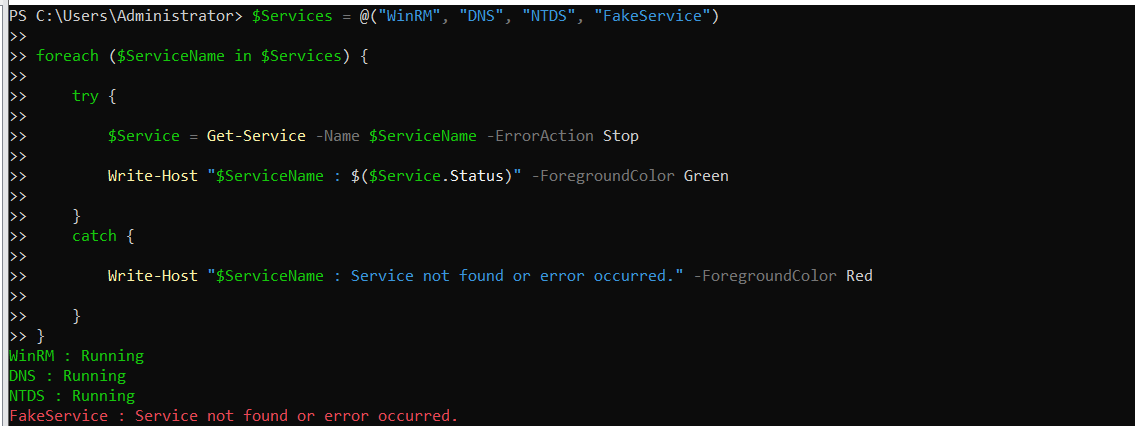 PS C:\Users\Administrator> $Services = @("WinRM", "DNS", "NTDS", "FakeService")
>>
>> foreach ($ServiceName in $Services) {
>>
>>     try {
>>
>>         $Service = Get-Service -Name $ServiceName -ErrorAction Stop
>>
>>         Write-Host "$ServiceName : $($Service.Status)" -ForegroundColor Green
>>
>>     }
>>     catch {
>>
>>         Write-Host "$ServiceName : Service not found or error occurred." -ForegroundColor Red
>>
>>     }
>> }
WinRM : Running
DNS : Running
NTDS : Running
FakeService : Service not found or error occurred.